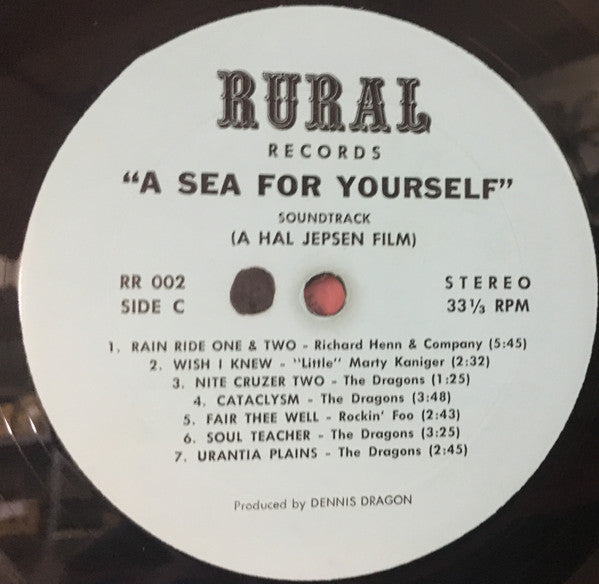 RURAL
RECORDS
"A SEA FOR YOURSELF"
SOUNDTRACK
(A HAL JEPSEN FILM)
RR 002
SIDE C
STEREO
33⅓ RPM
1. RAIN RIDE ONE & TWO - Richard Henn & Company (5:45)
2. WISH I KNEW - "Little" Marty Kaniger (2:32)
3. NITE CRUZER TWO - The Dragons (1:25)
4. CATACLYSM - The Dragons (3:48)
5. FAIR THEE WELL - Rockin' Foo (2:43)
6. SOUL TEACHER - The Dragons (3:25)
7. URANTIA PLAINS - The Dragons (2:45)
Produced by DENNIS DRAGON